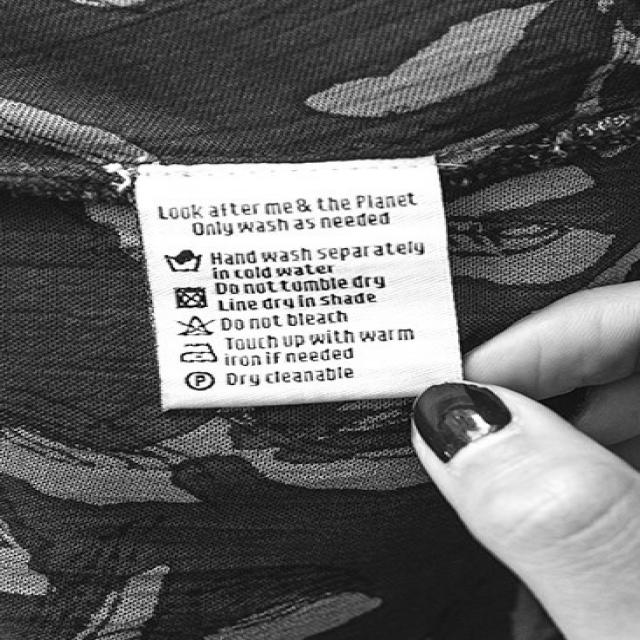 Look after me & the Planet
Only wash as needed
Hand wash separately
in cold water
Do not tumble dry
Line dry in shade
Do not bleach
Touch up with warm
iron if needed
P Dry cleanable